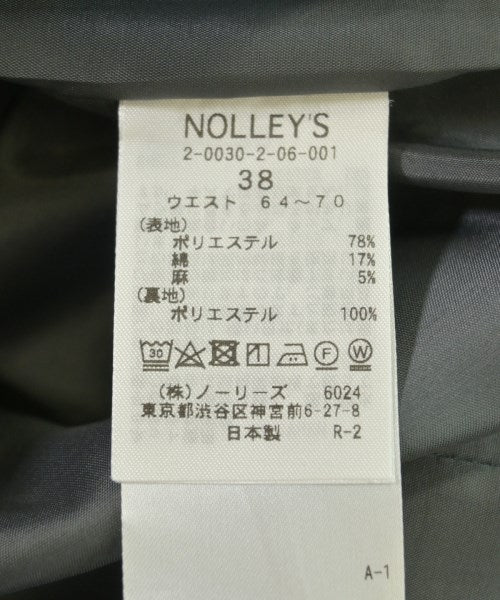 NOLLEY'S
2-0030-2-06-001
38
ウエスト 64～70
(表地)
ポリエステル 78%
綿 17%
麻 5%
(裏地)
ポリエステル 100%
30 F W
(株)ノーリーズ 6024
東京都渋谷区神宮前6-27-8
日本製 R-2
A-1